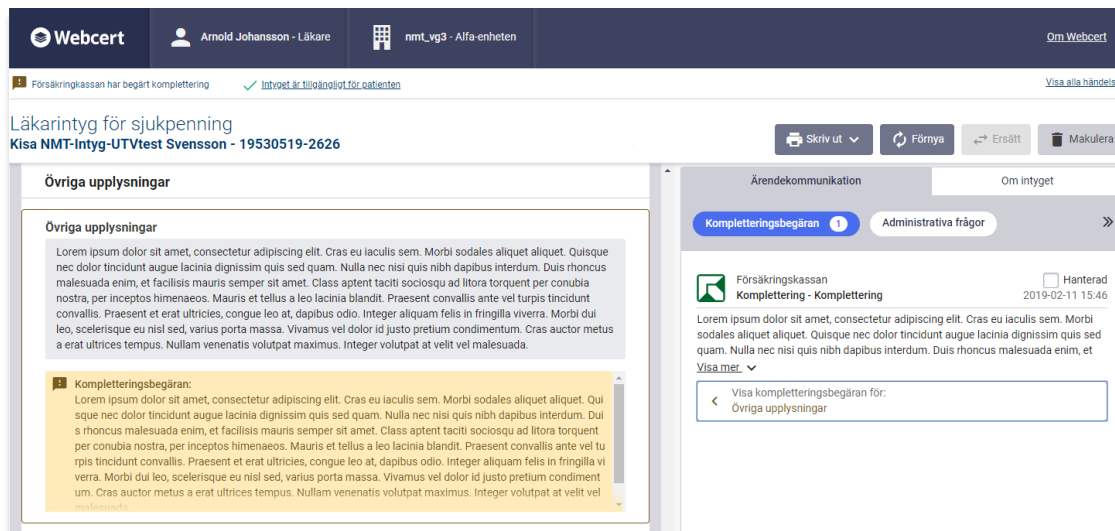 Webcert
Arnold Johansson - Läkare
nmt_vg3 - Alfa-enheten
Om Webcert
Försäkringkassan har begärt komplettering
Intyget är tillgängligt för patienten
Visa alla händels
Läkarintyg för sjukpenning
Kisa NMT-Intyg-UTVtest Svensson - 19530519-2626
Skriv ut
Förnya
Ersätt
Makulera
Övriga upplysningar
Övriga upplysningar
Lorem ipsum dolor sit amet, consectetur adipiscing elit. Cras eu iaculis sem. Morbi sodales aliquet aliquet. Quisque
nec dolor tincidunt augue lacinia dignissim quis sed quam. Nulla nec nisi quis nibh dapibus interdum. Duis rhoncus
malesuada enim, et facilisis mauris semper sit amet. Class aptent taciti sociosqu ad litora torquent per conubia
nostra, per inceptos himenaeos. Mauris et tellus a leo lacinia blandit. Praesent convallis ante vel turpis tincidunt
convallis. Praesent et erat ultricies, congue leo at, dapibus odio. Integer aliquam felis in fringilla viverra. Morbi dui
leo, scelerisque eu nisl sed, varius porta massa. Vivamus vel dolor id justo pretium condimentum. Cras auctor metus
a erat ultrices tempus. Nullam venenatis volutpat maximus. Integer volutpat at velit vel malesuada.
Kompletteringsbegäran:
Lorem ipsum dolor sit amet, consectetur adipiscing elit. Cras eu iaculis sem. Morbi sodales aliquet aliquet. Qui
sque nec dolor tincidunt augue lacinia dignissim quis sed quam. Nulla nec nisi quis nibh dapibus interdum. Dui
s rhoncus malesuada enim, et facilisis mauris semper sit amet. Class aptent taciti sociosqu ad litora torquent
per conubia nostra, per inceptos himenaeos. Mauris et tellus a leo lacinia blandit. Praesent convallis ante vel tu
rpis tincidunt convallis. Praesent et erat ultricies, congue leo at, dapibus odio. Integer aliquam felis in fringilla vi
verra. Morbi dui leo, scelerisque eu nisl sed, varius porta massa. Vivamus vel dolor id justo pretium condiment
um. Cras auctor metus a erat ultrices tempus. Nullam venenatis volutpat maximus. Integer volutpat at velit vel
malesuada.
Ärendekommunikation
Om intyget
Kompletteringsbegäran 1
Administrativa frågor
Försäkringskassan
Hanterad
Komplettering - Komplettering
2019-02-11 15:46
Lorem ipsum dolor sit amet, consectetur adipiscing elit. Cras eu iaculis sem. Morbi
sodales aliquet aliquet. Quisque nec dolor tincidunt augue lacinia dignissim quis sed
quam. Nulla nec nisi quis nibh dapibus interdum. Duis rhoncus malesuada enim, et
Visa mer
Visa kompletteringsbegäran för:
Övriga upplysningar